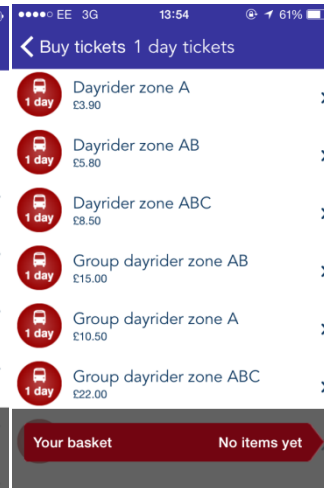 EE 3G 13:54 61%
Buy tickets 1 day tickets
Dayrider zone A
1 day
£3.90
Dayrider zone AB
1 day
£5.80
Dayrider zone ABC
1 day
£8.50
Group dayrider zone AB
1 day
£15.00
Group dayrider zone A
1 day
£10.50
Group dayrider zone ABC
1 day
£22.00
Your basket No items yet